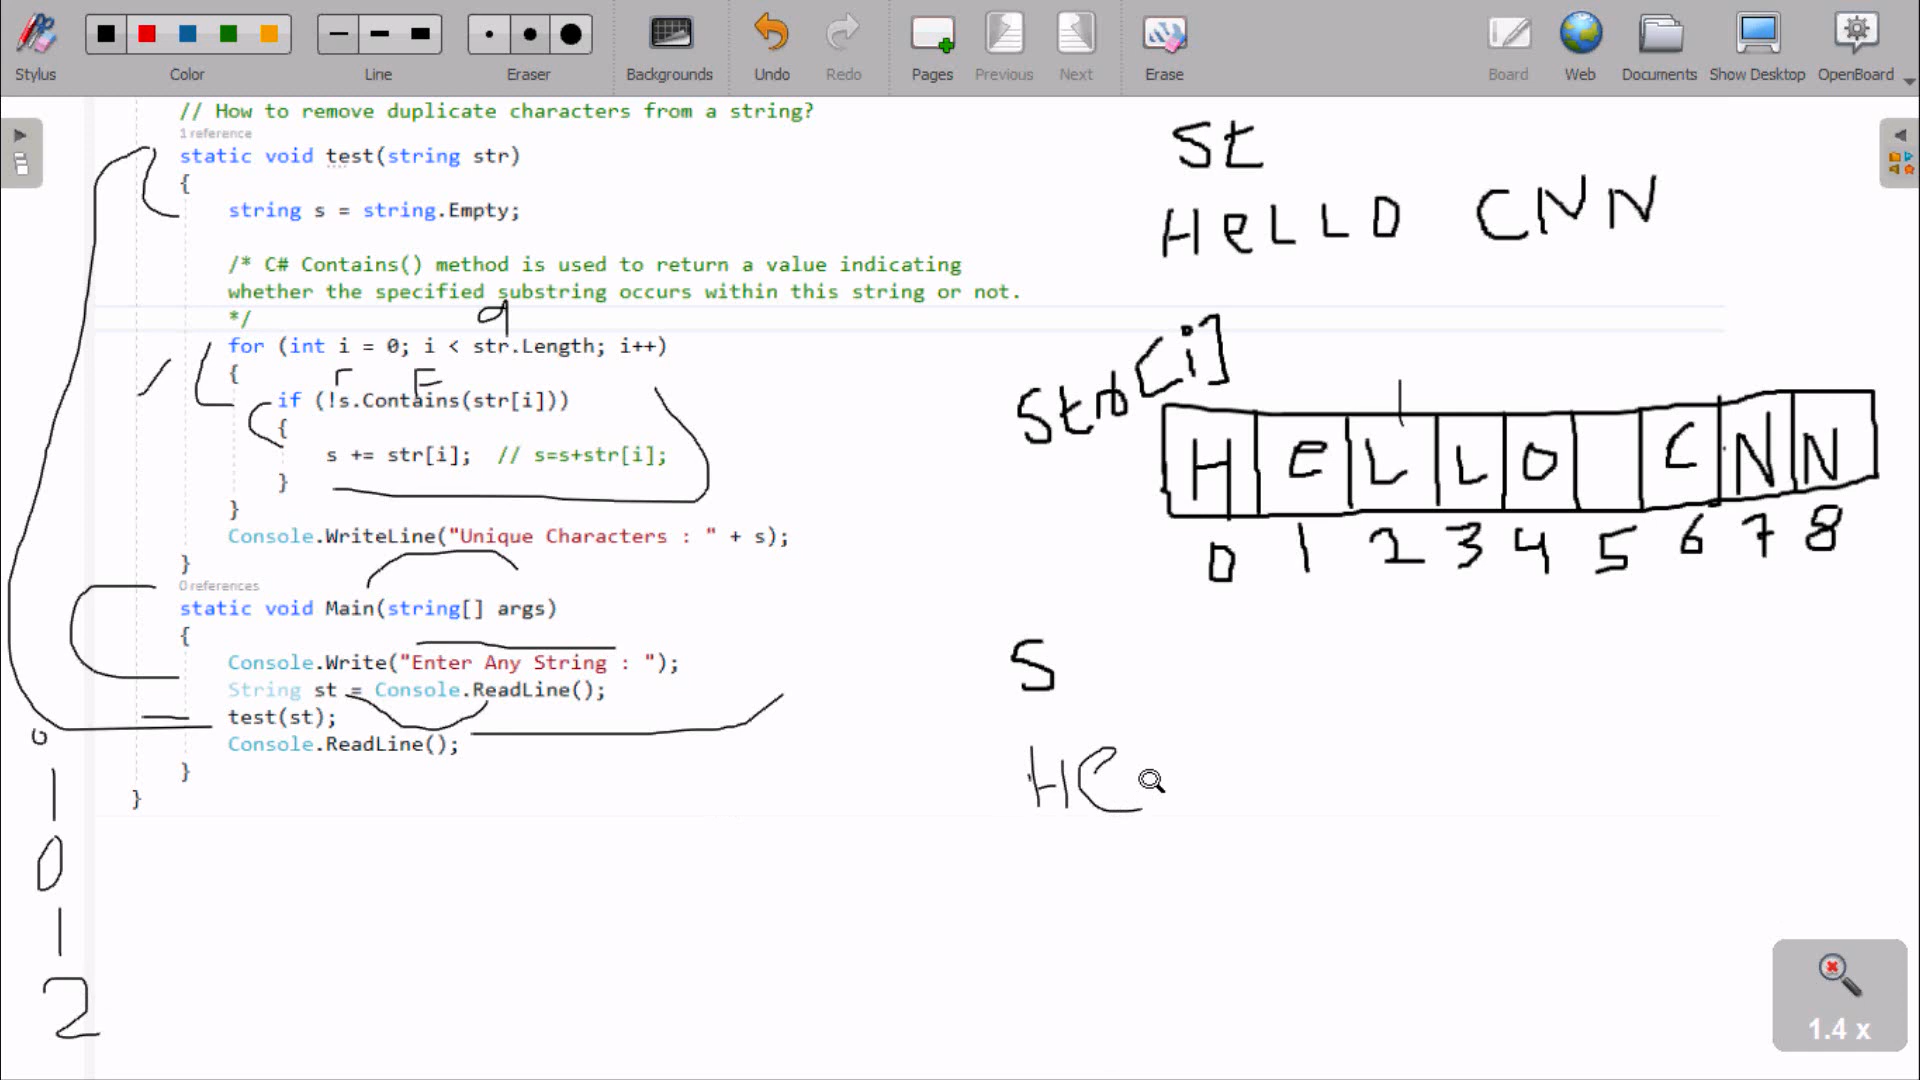 Stylus
Color
Line
Eraser
Backgrounds
Undo
Redo
Pages
Previous
Next
Erase
Board
Web
Documents
Show Desktop
OpenBoard
// How to remove duplicate characters from a string?
1 reference
static void test(string str)
{
string s = string.Empty;
/* C# Contains() method is used to return a value indicating
whether the specified substring occurs within this string or not.
*/
9
for (int i = 0; i < str.Length; i++)
{
r F
if (!s.Contains(str[i]))
{
s += str[i]; // s=s+str[i];
}
}
Console.WriteLine("Unique Characters : " + s);
}
0 references
static void Main(string[] args)
{
Console.Write("Enter Any String : ");
String st = Console.ReadLine();
test(st);
Console.ReadLine();
}
}
0
1
0
1
2
St
HeLLO CNN
Str[i]
H e L L O C N N
0 1 2 3 4 5 6 7 8
S
He
1.4 x